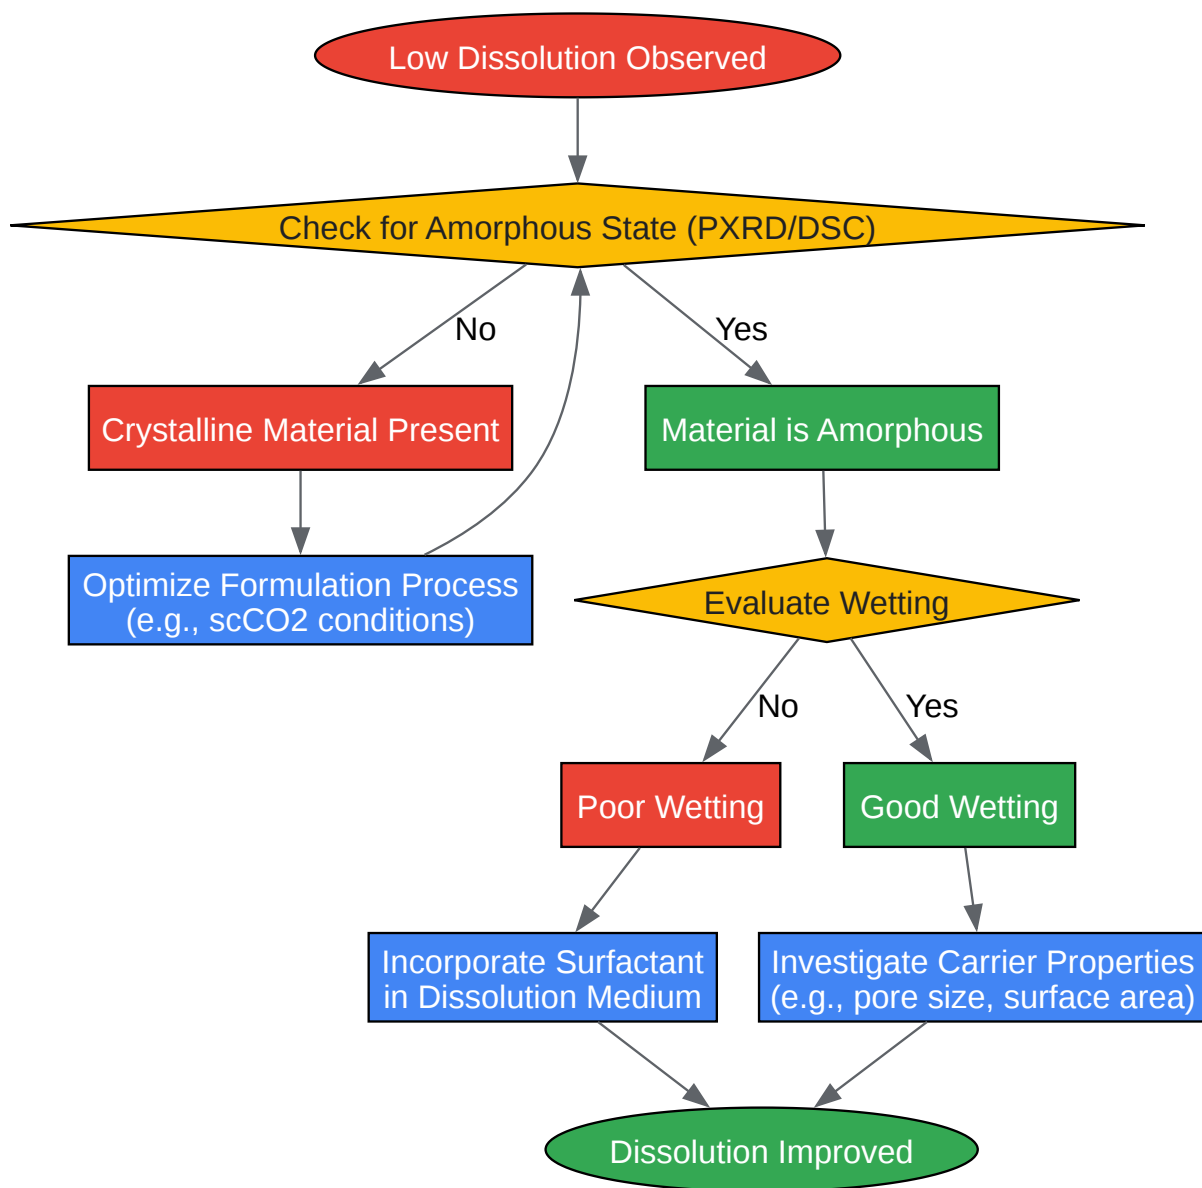 Low Dissolution Observed
Check for Amorphous State (PXRD/DSC)
No
Yes
Crystalline Material Present
Material is Amorphous
Optimize Formulation Process
(e.g., scCO2 conditions)
Evaluate Wetting
No
Yes
Poor Wetting
Good Wetting
Incorporate Surfactant
in Dissolution Medium
Investigate Carrier Properties
(e.g., pore size, surface area)
Dissolution Improved